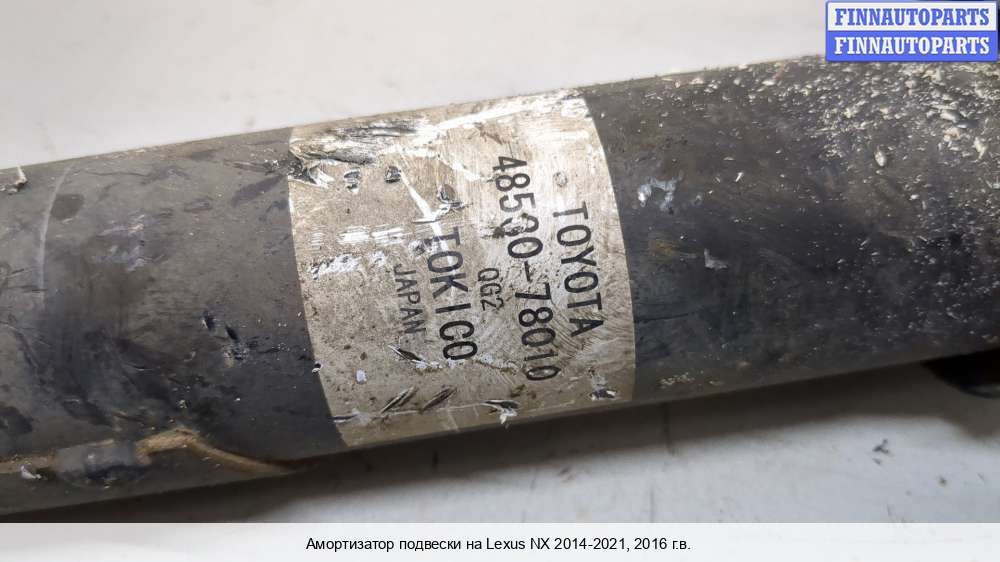 FINNAUTOPARTS
FINNAUTOPARTS
TOYOTA
48530-78010
QG2
TOKICO
JAPAN
Амортизатор подвески на Lexus NX 2014-2021, 2016 г.в.